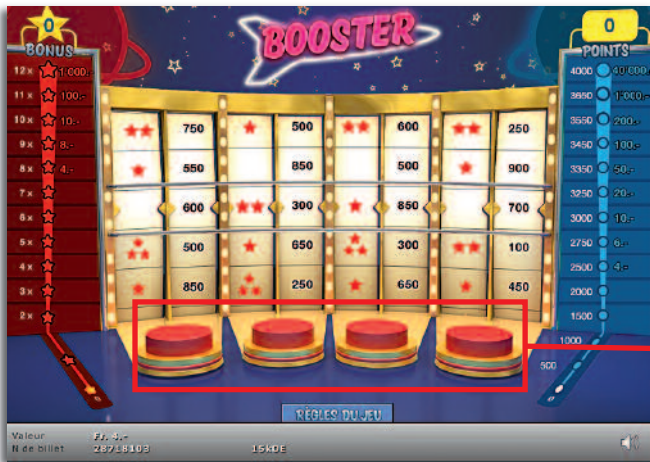 0
BONUS
BOOSTER
0
POINTS
12x 1'000.-
11x 100.-
10x 10.-
9x 8.-
8x 4.-
7x
6x
5x
4x
3x
2x
750 500 600 250
550 850 500 900
600 300 850 700
500 650 300 100
850 250 650 450
4000 40'000.-
3650 1'000.-
3550 200.-
3450 100.-
3350 50.-
3250 20.-
3000 10.-
2750 6.-
2500 4.-
2000
1500
1000
500
RÈGLES DU JEU
Valeur Fr. 4.-
N de billet 28718103 15kDE